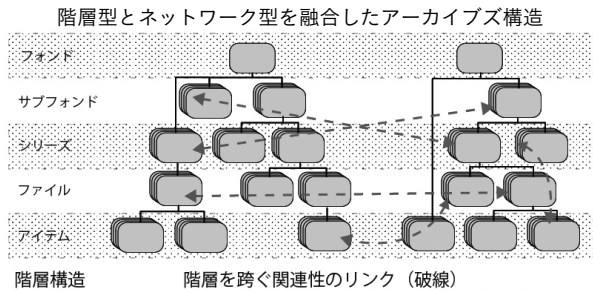 階層型とネットワーク型を融合したアーカイブズ構造
フォンド
サブフォンド
シリーズ
ファイル
アイテム
階層構造
階層を跨ぐ関連性のリンク（破線）